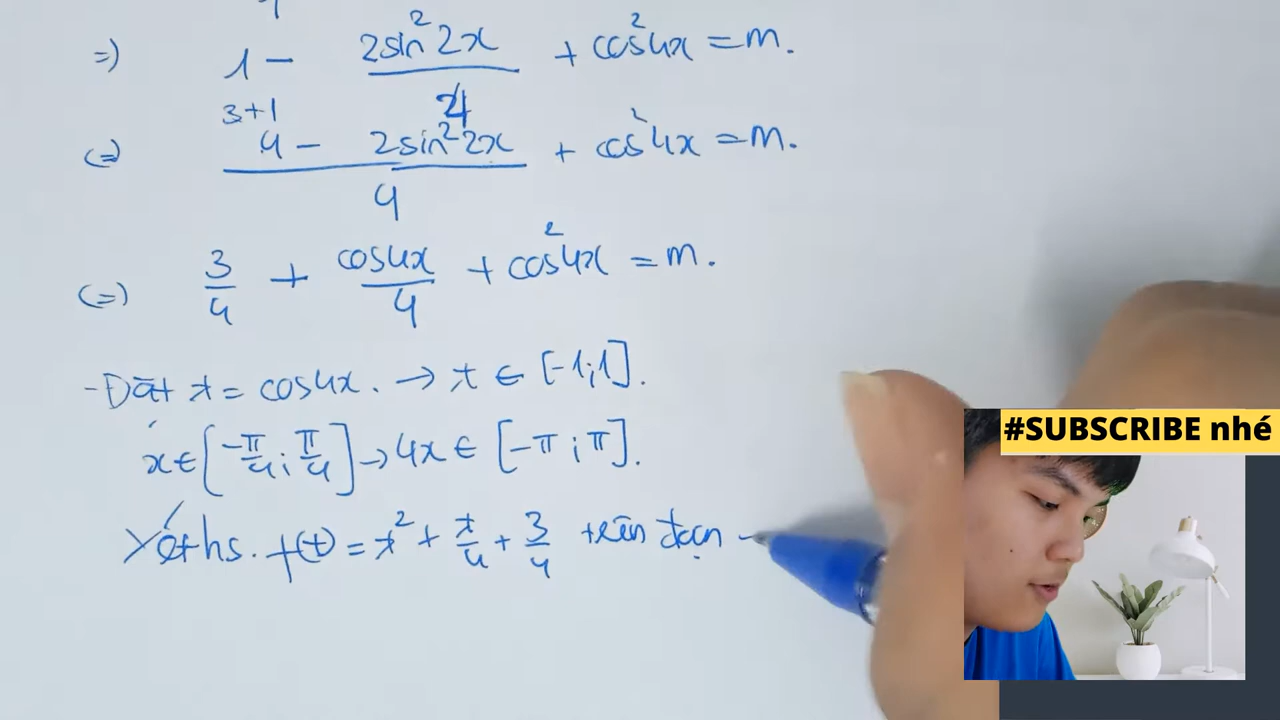 =) 1 - 2sin²2x / 4 + cos²4x = m.
3+1
(=) 4 - 2sin²2x / 4 + cos²4x = m.
(=) 3/4 + cos4x/4 + cos²4x = m.
- Đặt t = cos4x. → t ∈ [-1;1].
x ∈ [-π/4; π/4] → 4x ∈ [-π; π].
Xét hs. f(t) = t² + t/4 + 3/4 trên đoạn
#SUBSCRIBE nhé